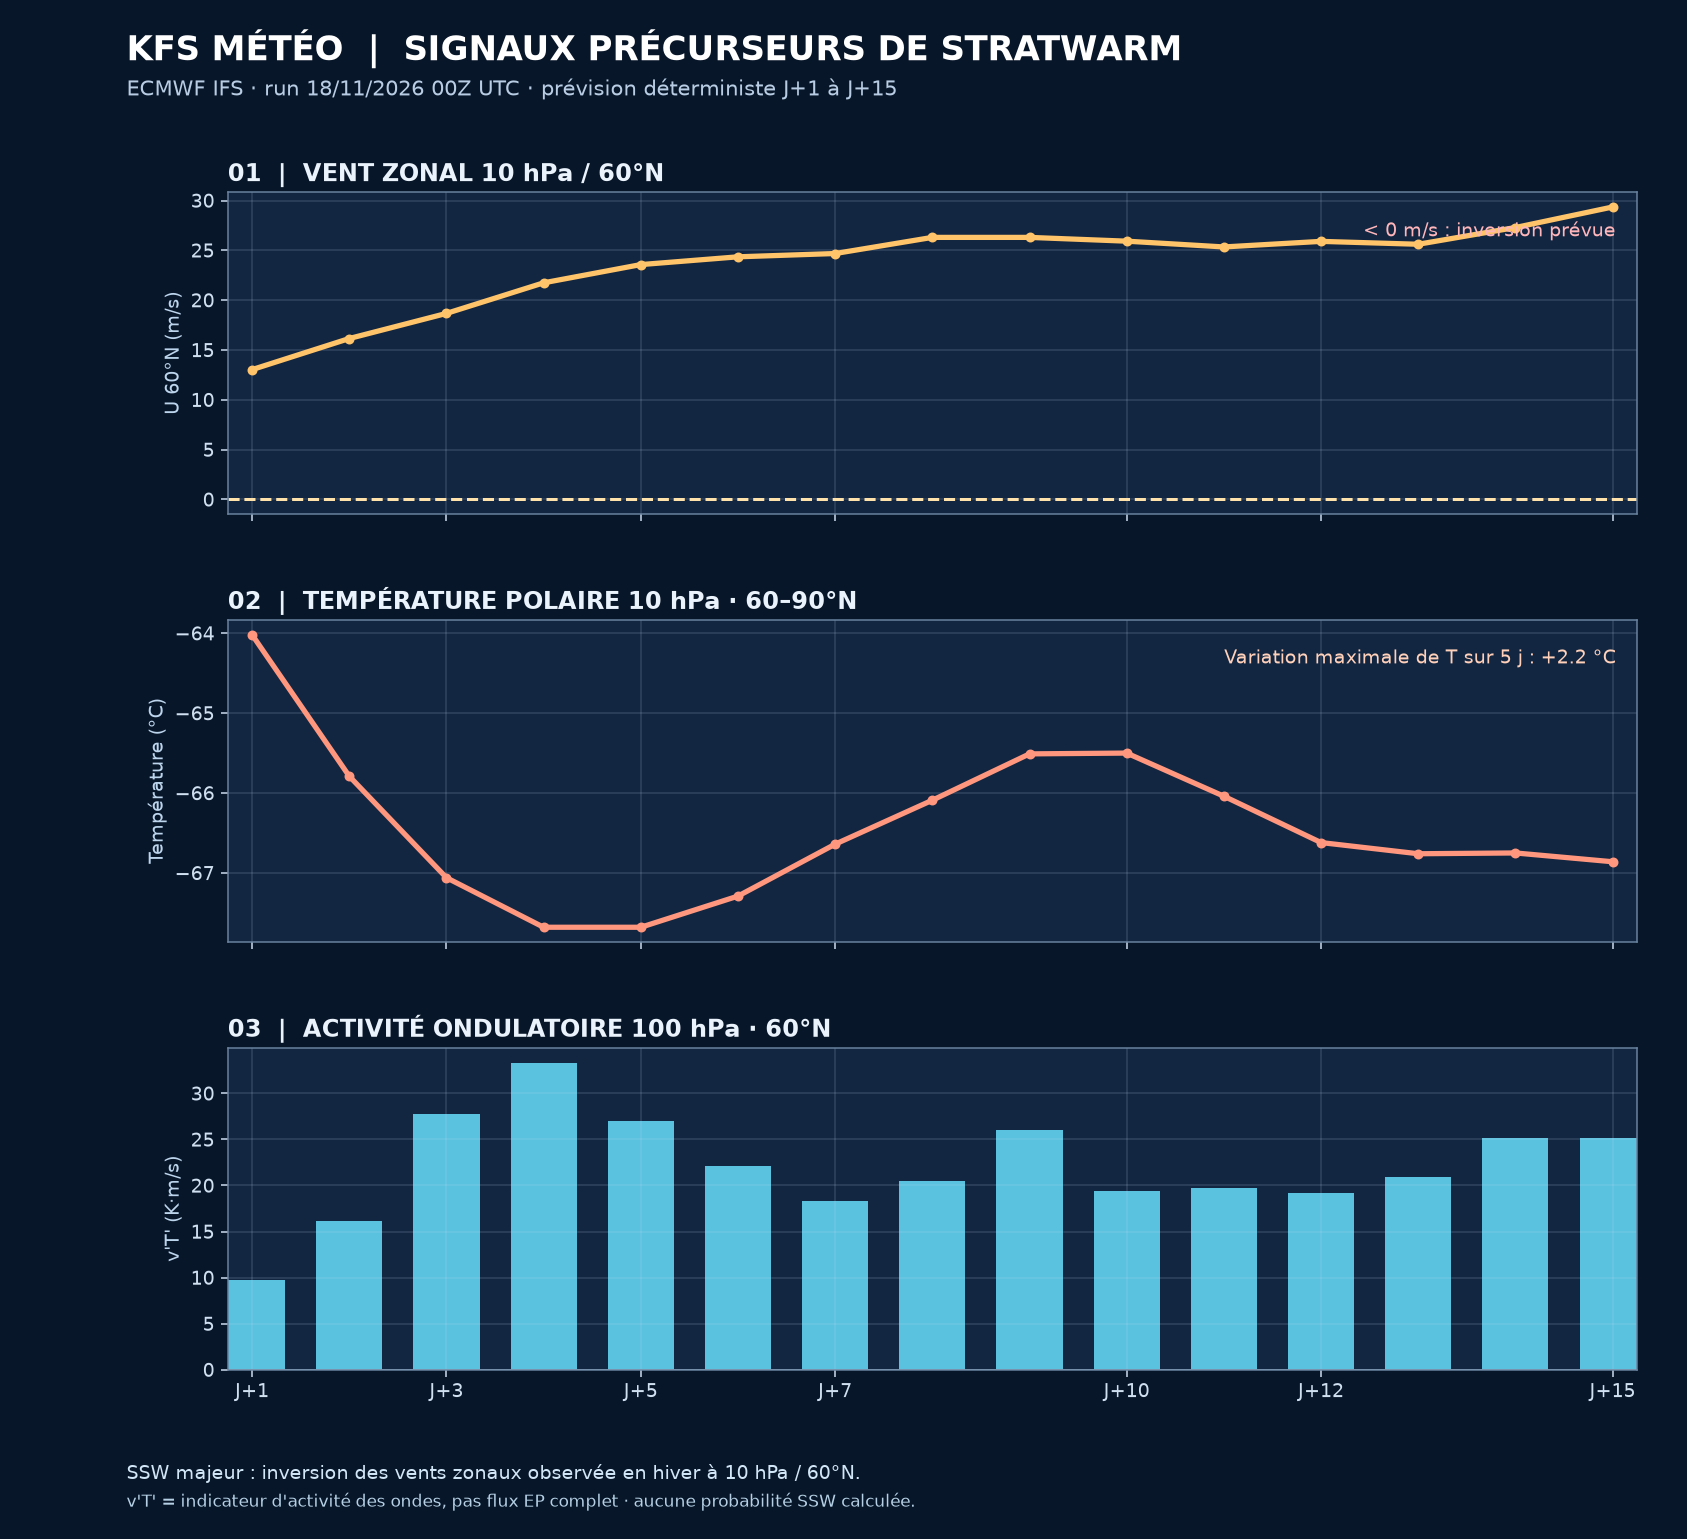 KFS MÉTÉO | SIGNAUX PRÉCURSEURS DE STRATWARM
ECMWF IFS · run 18/11/2026 00Z UTC · prévision déterministe J+1 à J+15
01 | VENT ZONAL 10 hPa / 60°N
30
25
20
15
10
5
0
U 60°N (m/s)
< 0 m/s : inversion prévue
02 | TEMPÉRATURE POLAIRE 10 hPa · 60–90°N
−64
−65
−66
−67
Température (°C)
Variation maximale de T sur 5 j : +2.2 °C
03 | ACTIVITÉ ONDULATOIRE 100 hPa · 60°N
30
25
20
15
10
5
0
v'T' (K·m/s)
J+1 J+3 J+5 J+7 J+10 J+12 J+15
SSW majeur : inversion des vents zonaux observée en hiver à 10 hPa / 60°N.
v'T' = indicateur d'activité des ondes, pas flux EP complet · aucune probabilité SSW calculée.